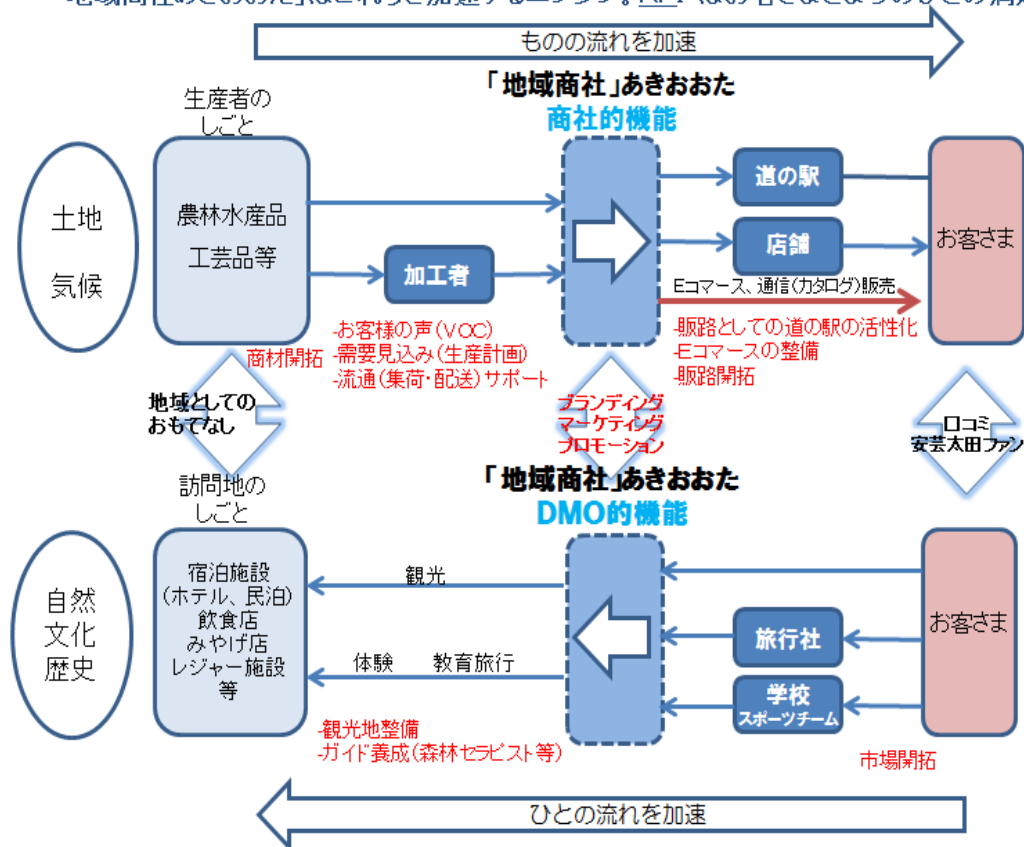 ものの流れを加速
「地域商社」あきおおた
商社的機能
生産者の
しごと
土地
気候
農林水産品
工芸品等
加工者
道の駅
店舗
お客さま
Eコマース、通信(カタログ)販売
-お客様の声(VOC)
-需要見込み(生産計画)
-流通(集荷・配送)サポート
商材開拓
-販路としての道の駅の活性化
-Eコマースの整備
-販路開拓
地域としての
おもてなし
ブランディング
マーケティング
プロモーション
口コミ
安芸太田ファン
「地域商社」あきおおた
DMO的機能
訪問地の
しごと
自然
文化
歴史
宿泊施設
(ホテル、民泊)
飲食店
みやげ店
レジャー施設
等
観光
体験 教育旅行
旅行社
学校
スポーツチーム
お客さま
-観光地整備
-ガイド養成(森林セラピスト等)
市場開拓
ひとの流れを加速